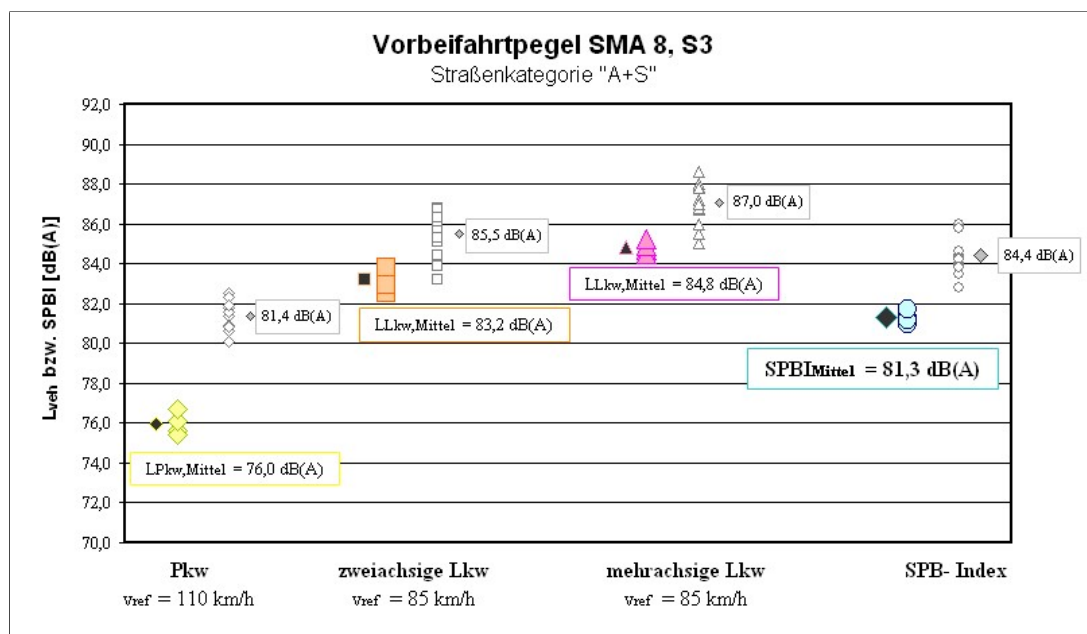 Vorbeifahrtpegel SMA 8, S3
Straßenkategorie "A+S"
Lveh bzw. SPBI [dB(A)]
92,0
90,0
88,0
86,0
84,0
82,0
80,0
78,0
76,0
74,0
72,0
70,0
81,4 dB(A)
85,5 dB(A)
87,0 dB(A)
84,4 dB(A)
LLkw,Mittel = 83,2 dB(A)
LLkw,Mittel = 84,8 dB(A)
SPBIMittel = 81,3 dB(A)
LPkw,Mittel = 76,0 dB(A)
Pkw
vref = 110 km/h
zweiachsige Lkw
vref = 85 km/h
mehrachsige Lkw
vref = 85 km/h
SPB- Index